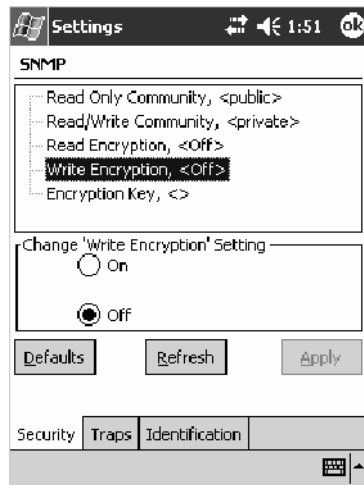 Settings 1:51 ok
SNMP
Read Only Community, <public>
Read/Write Community, <private>
Read Encryption, <Off>
Write Encryption, <Off>
Encryption Key, <>
Change 'Write Encryption' Setting
On
Off
Defaults Refresh Apply
Security Traps Identification